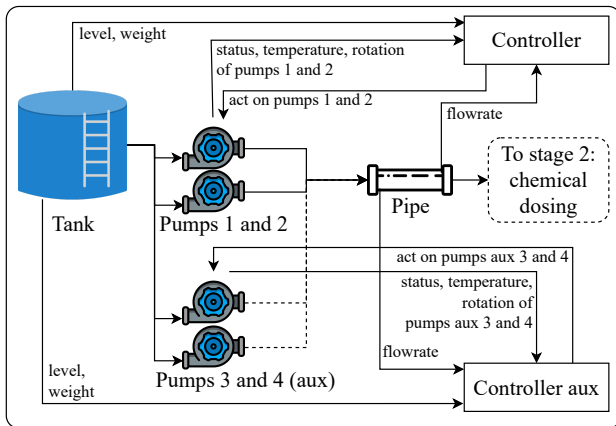 level, weight
status, temperature, rotation
of pumps 1 and 2
Controller
act on pumps 1 and 2
flowrate
To stage 2:
chemical
dosing
Pipe
Tank
Pumps 1 and 2
act on pumps aux 3 and 4
status, temperature,
rotation of
pumps aux 3 and 4
flowrate
Pumps 3 and 4 (aux)
level,
weight
Controller aux